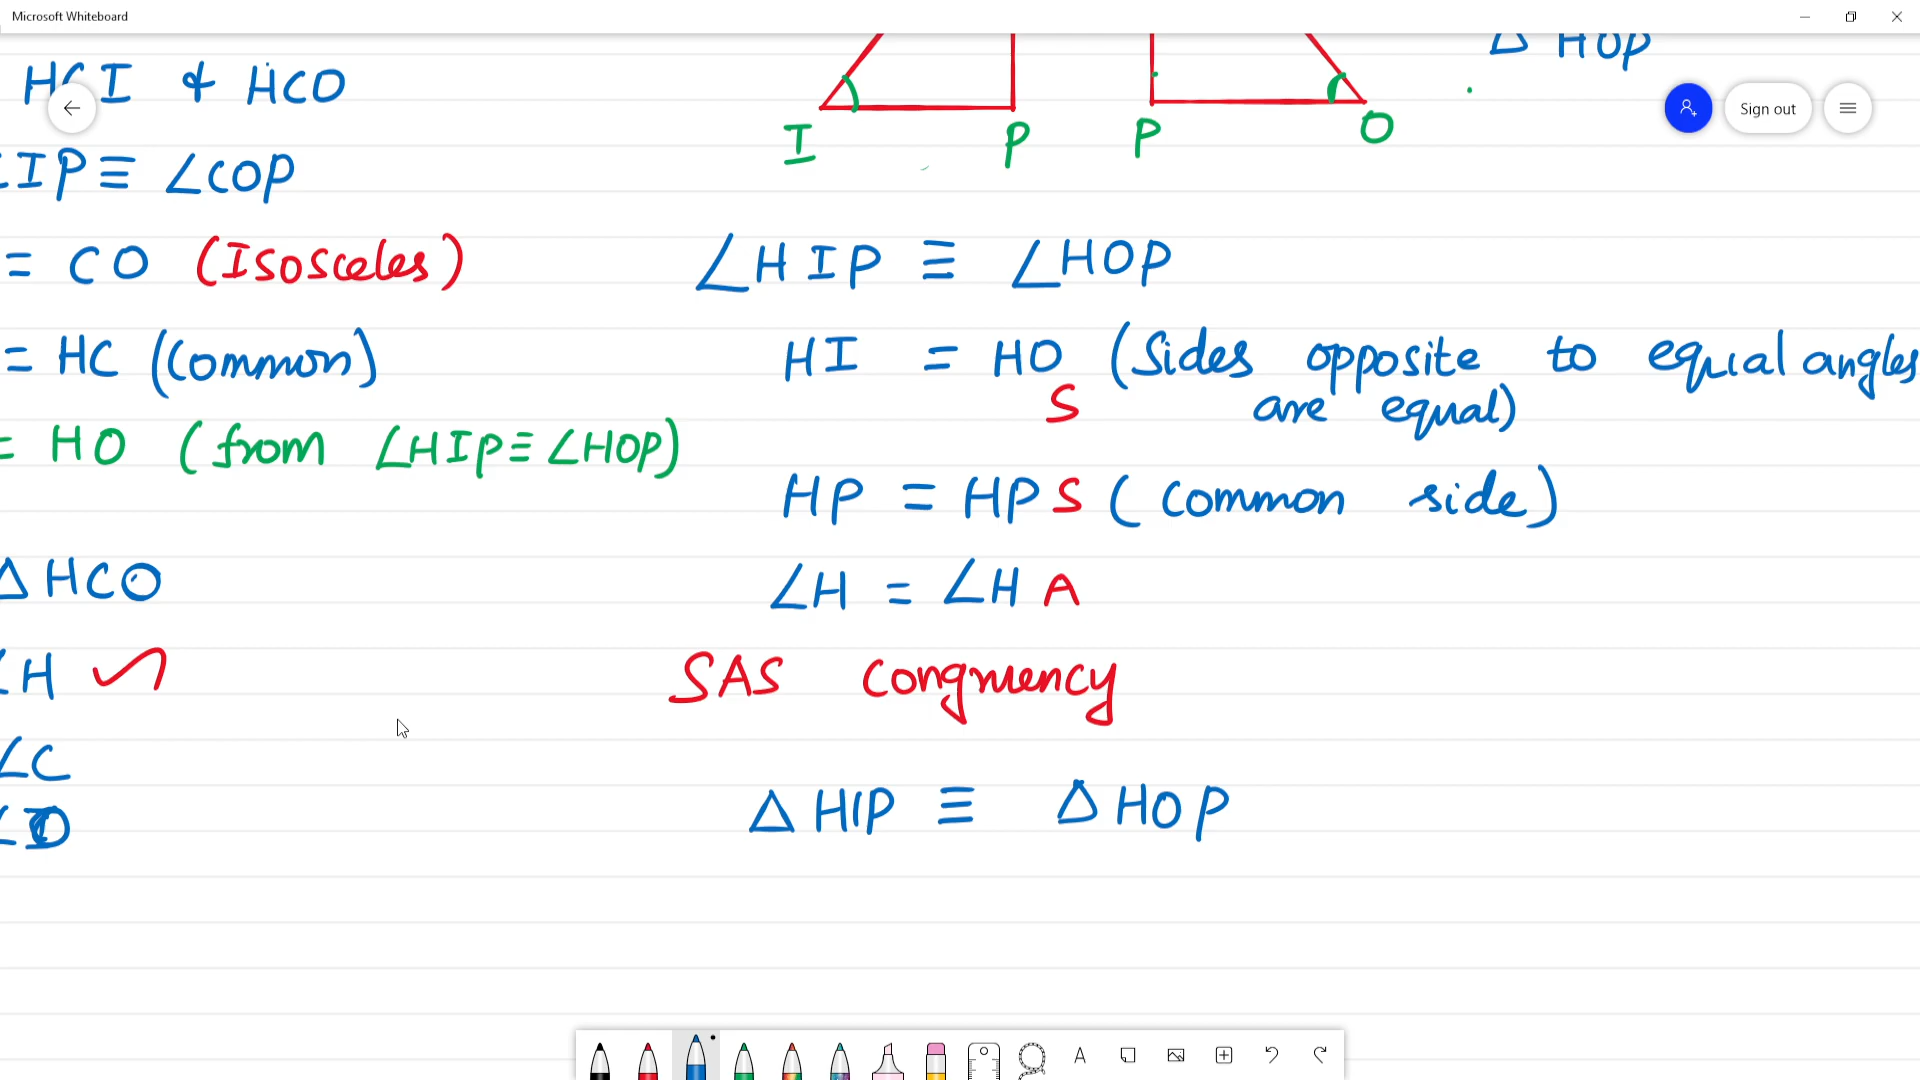 Microsoft Whiteboard
Sign out
HCI & HCO
IP ≡ ∠COP
= CO (Isosceles)
= HC (Common)
= HO (from ∠HIP ≡ ∠HOP)
△HCO
∠H
∠C
I P P O
△ HOP
∠HIP ≡ ∠HOP
HI = HO (Sides opposite to equal angles
S are equal)
HP = HP S (Common side)
∠H = ∠H A
SAS Congruency
△ HIP ≡ △ HOP